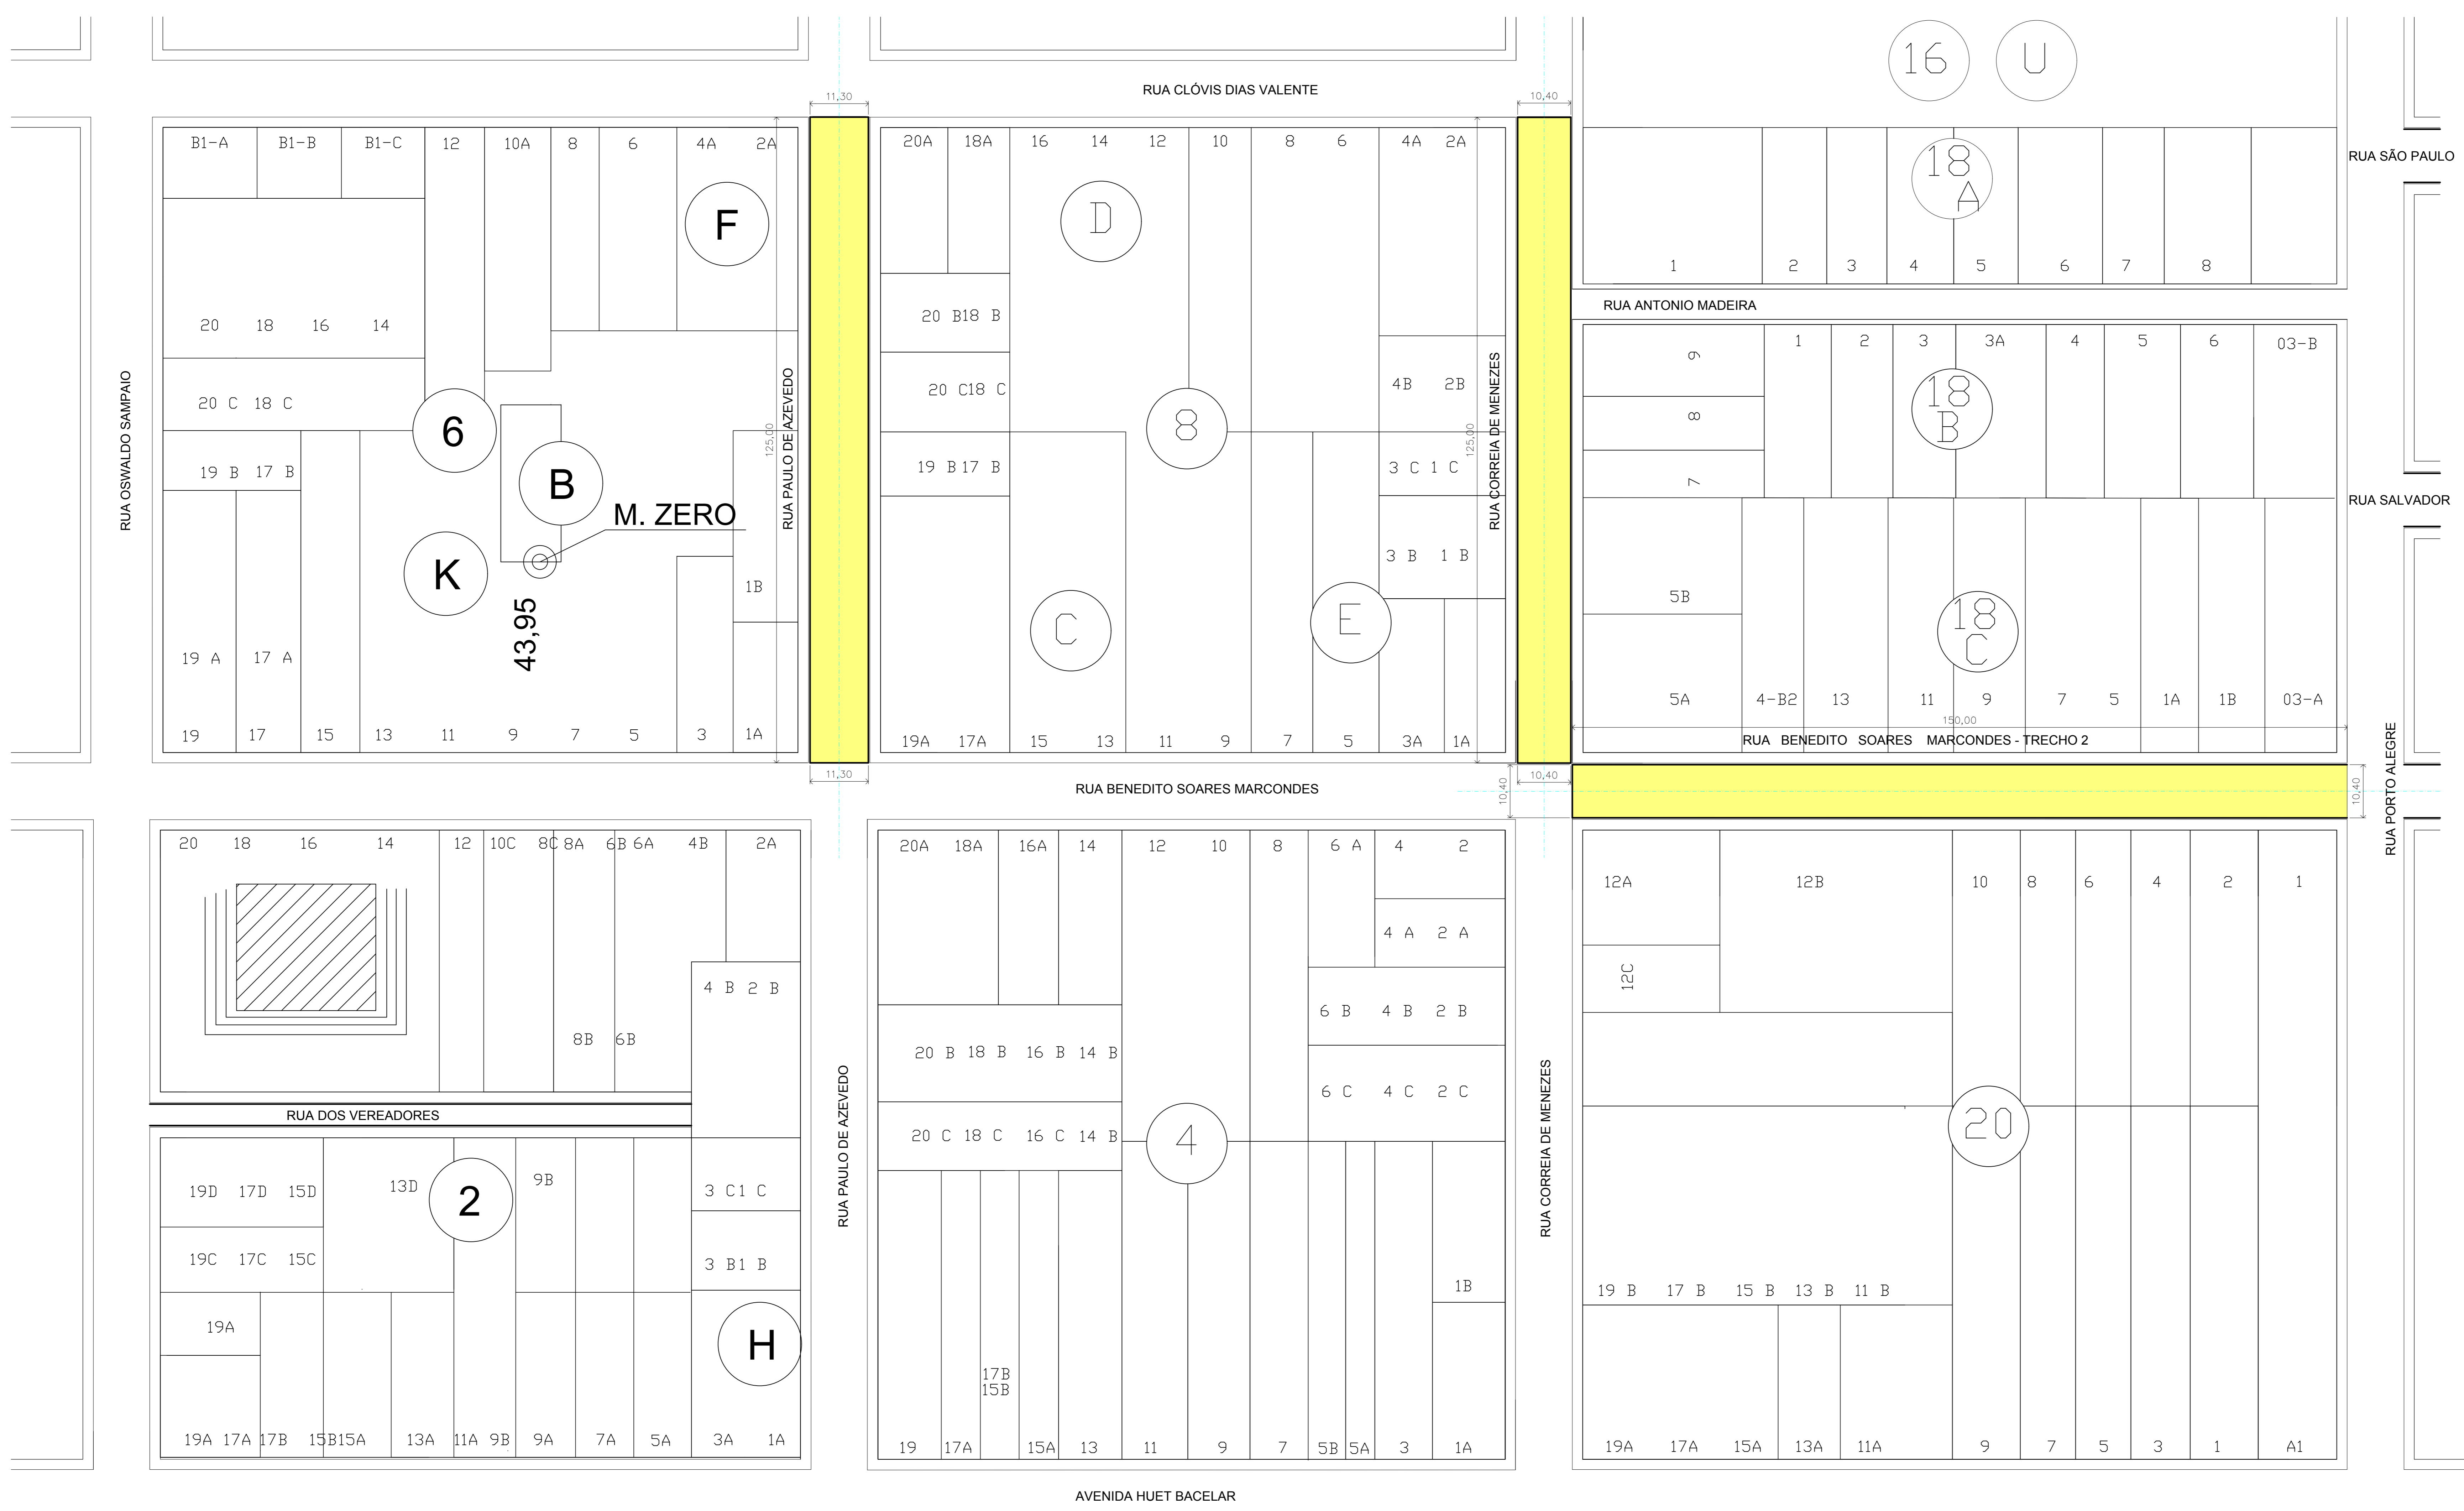 16 U
RUA CLÓVIS DIAS VALENTE
11,30
10,40
B1-A B1-B B1-C 12 10A 8 6 4A 2A
20A 18A 16 14 12 10 8 6 4A 2A
18 A
RUA SÃO PAULO
F
D
1 2 3 4 5 6 7 8
RUA ANTONIO MADEIRA
20 18 16 14
20 B18 B
1 2 3 3A 4 5 6 03-B
9
8
7
20 C 18 C
20 C18 C
4B 2B
18 B
RUA OSWALDO SAMPAIO
RUA PAULO DE AZEVEDO
125,00
RUA CORREIA DE MENEZES
125,00
6
8
19 B 17 B
B
19 B17 B
3 C 1 C
M. ZERO
RUA SALVADOR
K
3 B 1 B
1B
5B
43,95
C
E
18 C
19 A 17 A
5A 4-B2 13 11 9 7 5 1A 1B 03-A
150,00
19 17 15 13 11 9 7 5 3 1A
19A 17A 15 13 11 9 7 5 3A 1A
RUA BENEDITO SOARES MARCONDES - TRECHO 2
11,30
10,40
RUA BENEDITO SOARES MARCONDES
10,40
10,40
RUA PORTO ALEGRE
20 18 16 14 12 10C 8C 8A 6B 6A 4B 2A
20A 18A 16A 14 12 10 8 6 A 4 2
12A 12B 10 8 6 4 2 1
4 A 2 A
12C
4 B 2 B
6 B 4 B 2 B
8B 6B
20 B 18 B 16 B 14 B
6 C 4 C 2 C
RUA DOS VEREADORES
RUA PAULO DE AZEVEDO
RUA CORREIA DE MENEZES
20 C 18 C 16 C 14 B
4
20
19D 17D 15D 13D
2
9B
3 C1 C
19C 17C 15C
3 B1 B
1B
19 B 17 B 15 B 13 B 11 B
19A
H
17B
15B
19A 17A 17B 15B15A 13A 11A 9B 9A 7A 5A 3A 1A
19 17A 15A 13 11 9 7 5B 5A 3 1A
19A 17A 15A 13A 11A 9 7 5 3 1 A1
AVENIDA HUET BACELAR